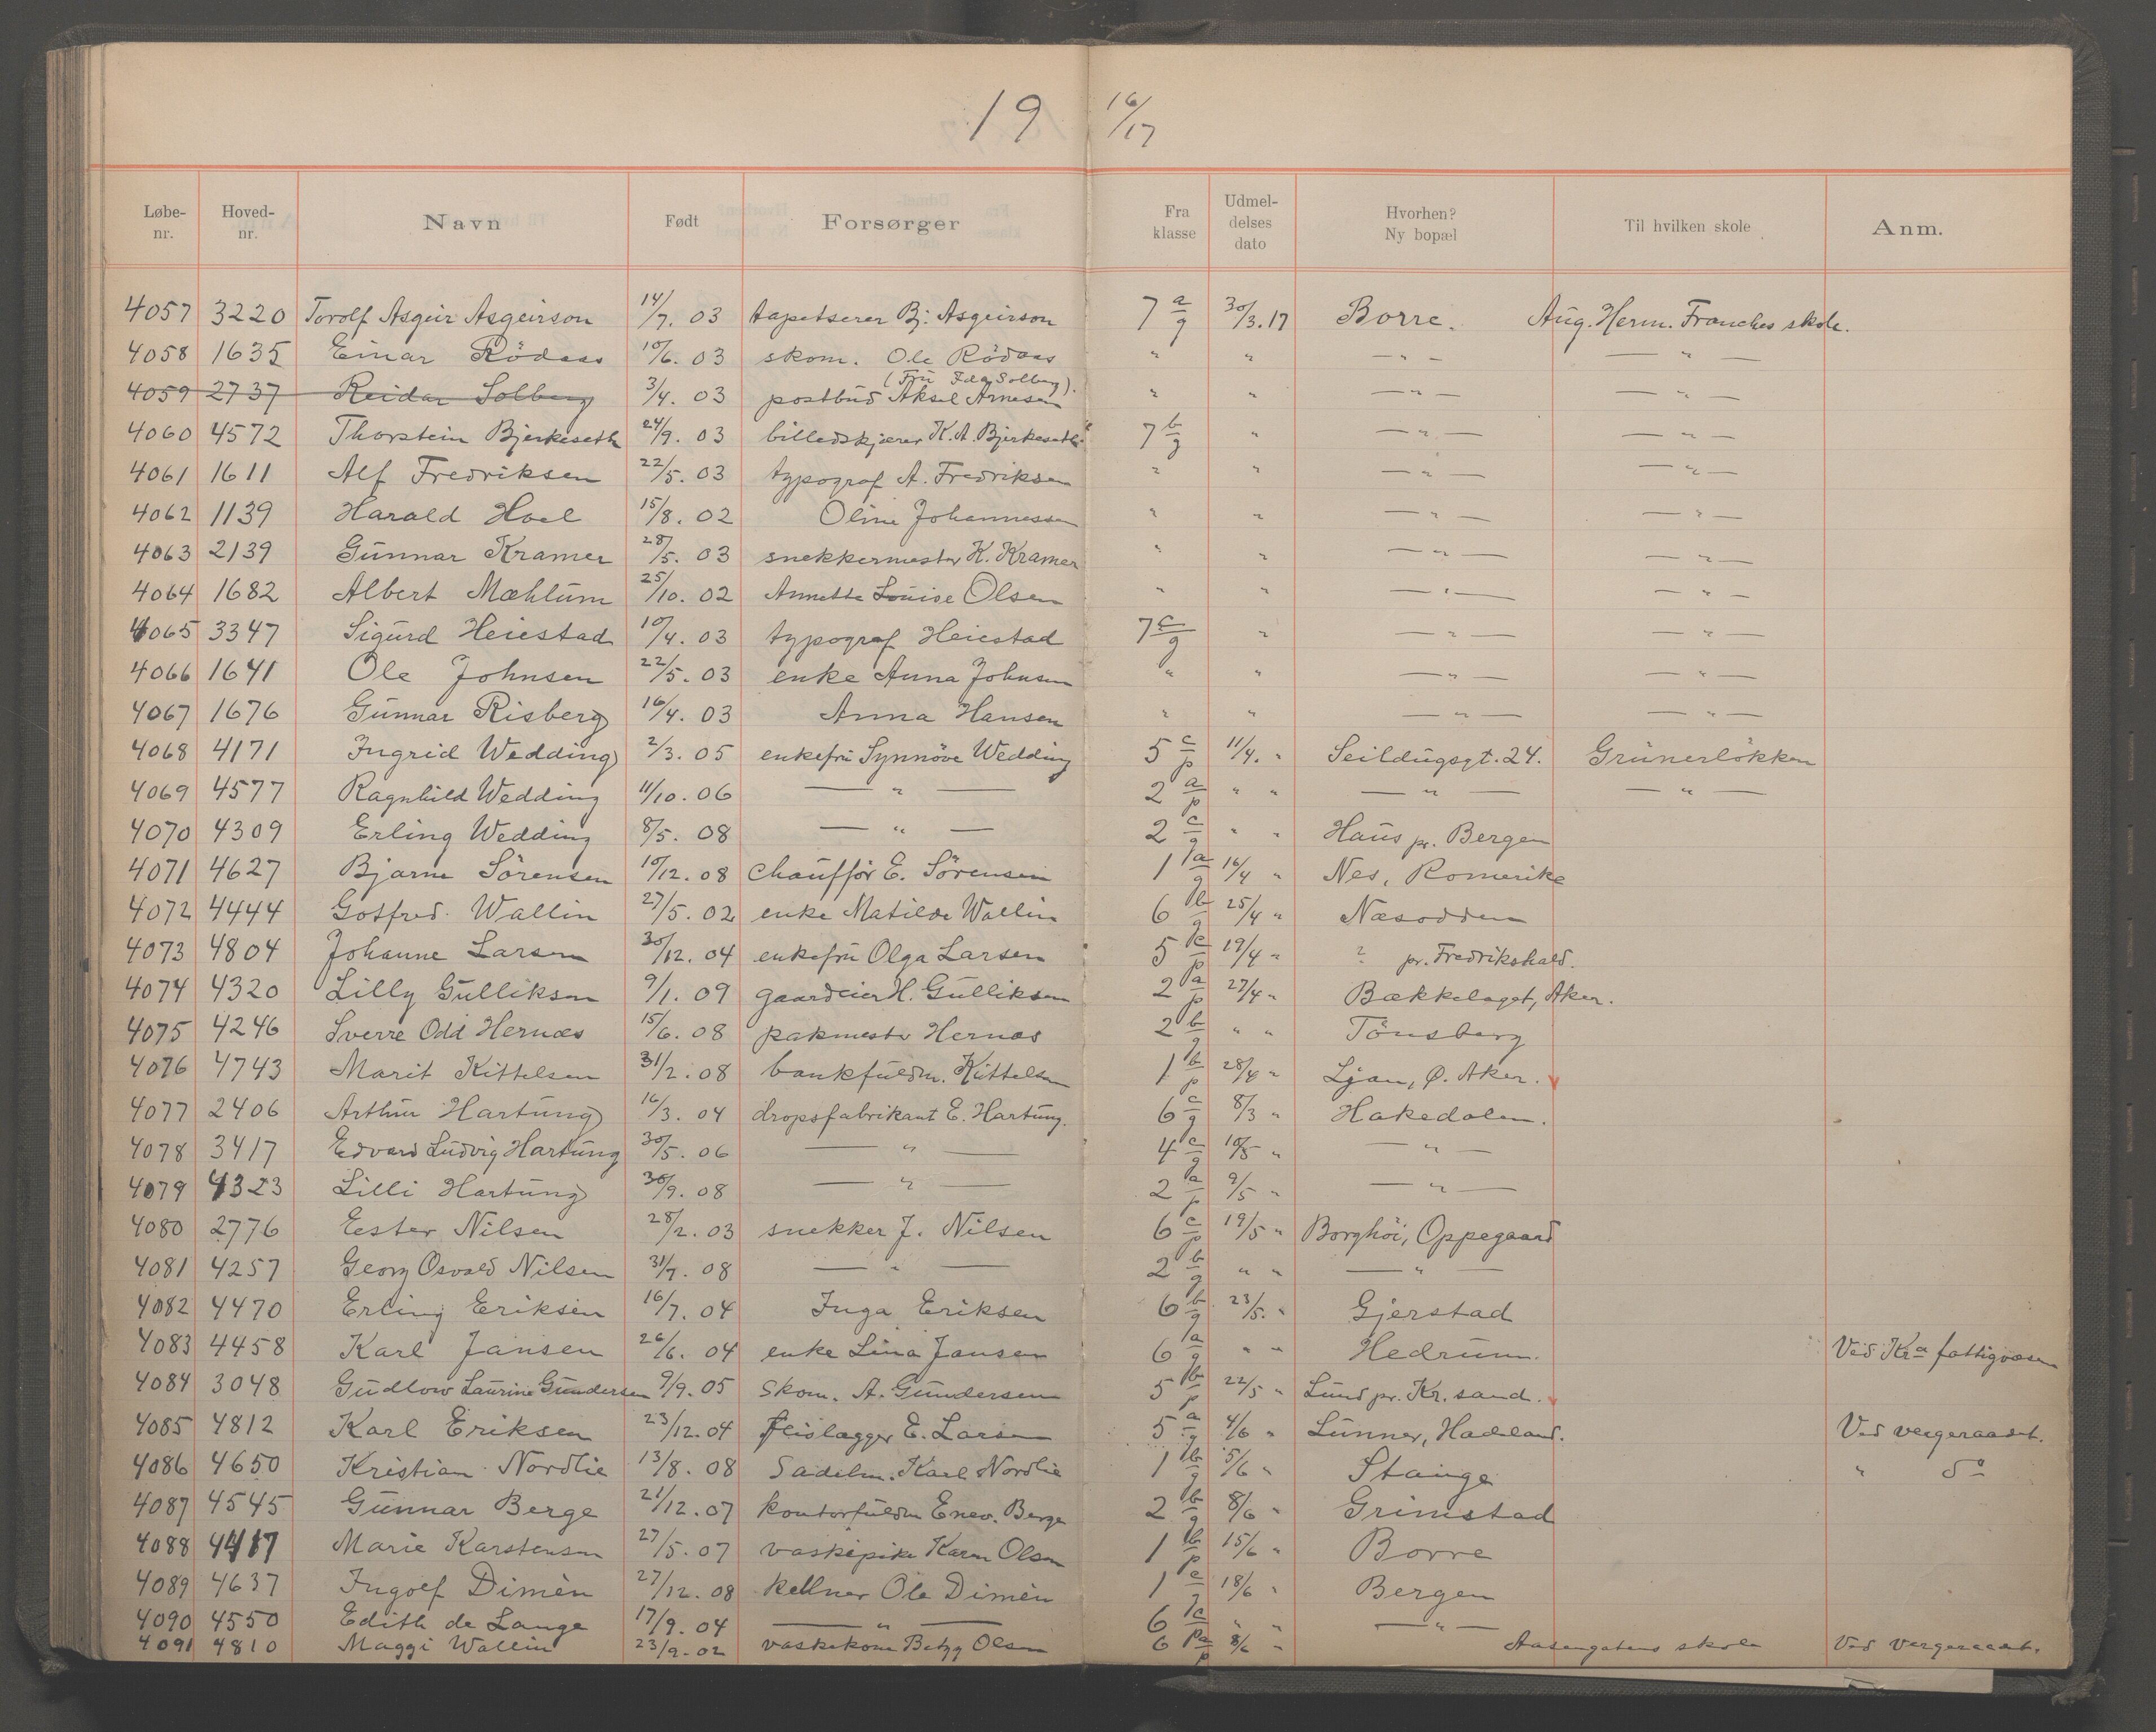 19 16/17
Løbe-nr. Hoved-nr. Navn Født Forsørger Fra klasse Udmel-delses dato Hvorhen? Ny bopæl Til hvilken skole Anm.
4057 3220 Torolf Asgeir Asgeirson 14/7. 03 tapetserer Bj. Asgeirson 7 a/g 30/3. 17 Borre. Aug. Herm. Franches skole.
4058 1635 Einar Rödaas 10/6. 03 skom. Ole Rödaas " " — " — — " —
(Fru Ida Solberg).
4059 2737 Reidar Solberg 3/4. 03 postbud Aksel Arnesen " " — " — — " —
4060 4572 Thorstein Bjerkeseth 24/9. 03 billedskjærer K. A. Bjerkeseth 7 b/g " — " — — " —
4061 1611 Alf Fredriksen 22/5. 03 typograf A. Fredriksen " " — " — — " —
4062 1139 Harald Hoel 15/8. 02 Oline Johannessen " " — " — — " —
4063 2139 Gunnar Kramer 28/5. 03 snekkermester K. Kramer " " — " — — " —
4064 1682 Albert Mæhlum 25/10. 02 Annette Louise Olsen " " — " — — " —
4065 3347 Sigurd Heiestad 10/4. 03 typograf Heiestad 7 c/g " — " — — " —
4066 1641 Ole Johnsen 22/5. 03 enke Anna Johnsen " " — " — — " —
4067 1676 Gunnar Risberg 16/4. 03 Anna Hansen " " — " — — " —
4068 4171 Ingrid Wedding 2/3. 05 enkefru Synnöve Wedding 5 c/p 11/4. " Seildugsgt. 24. Grünerlökken
4069 4577 Ragnhild Wedding 11/10. 06 — " — 2 a/p " " — " — — " —
4070 4309 Erling Wedding 8/5. 08 — " — 2 c/g " " Haus pr. Bergen
4071 4627 Bjarne Sörensen 10/12. 08 chaufför E. Sörensen 1 a/g 16/4 " Nes, Romerike
4072 4444 Gotfred Wallin 27/5. 02 enke Matilde Wallin 6 b/g 25/4 " Næsodden
4073 4804 Johanne Larsen 30/12. 04 enkefru Olga Larsen 5 c/p 19/4 " ? pr. Fredrikshald.
4074 4320 Lilly Gulliksen 9/1. 09 gaardeier H. Gulliksen 2 a/p 27/4 " Bækkelaget, Aker.
4075 4246 Sverre Odd Hernæs 15/6. 08 pakmester Hernæs 2 b/g " " Tönsberg
4076 4743 Marit Kittelsen 31/2. 08 bankfuldm. Kittelsen 1 b/p 28/4 " Ljan, Ø. Aker.
4077 2406 Arthur Hartung 16/3. 04 dropsfabrikant E. Hartung. 6 c/g 8/3 " Hakedalen.
4078 3417 Edvard Ludvig Hartung 30/5. 06 — " — 4 c/g 10/5 " — " —
4079 4323 Lilli Hartung 30/9. 08 — " — 2 a/p 9/5 " — " —
4080 2776 Ester Nilsen 28/2. 03 snekker J. Nilsen 6 c/p 19/5 " Borghöi, Oppegaard
4081 4257 Georg Osvald Nilsen 31/7. 08 — " — 2 b/g " " — " —
4082 4470 Erling Eriksen 16/7. 04 Inga Eriksen 6 b/g 23/5. " Gjerstad
4083 4458 Karl Jansen 26/6. 04 enke Lina Jansen 6 a/g " " Hedrum. Ved Kra fattigvæsen
4084 3048 Gudlow Laurine Gundersen 9/9. 05 skom. A. Gundersen 5 b/p 22/5 " Lund pr. Kr. sand.
4085 4812 Karl Eriksen 23/12. 04 flislægger E. Larsen 5 a/g 4/6 " Lunner, Hadeland. Ved vergeraadet.
4086 4650 Kristian Nordlie 13/8. 08 Sadelm. Karl Nordlie 1 b/g 5/6 " Stange " do
4087 4545 Gunnar Berge 21/12. 07 kontorfuldm Enev. Berge 2 b/g 8/6 " Grimstad
4088 4417 Marie Karstensen 27/5. 07 vaskepike Karen Olsen 1 b/p 15/6 " Borre
4089 4637 Ingolf Dimèn 27/12. 08 kellner Ole Dimèn 1 c/g 18/6 " Bergen
4090 4550 Edith de Lange 17/9. 04 — " — 6 c/ " " — " —
4091 4810 Maggi Wallin 23/9. 02 vaskekone Betzy Olsen 6 a/p 8/6 " Aasengatens skole Ved vergeraadet.